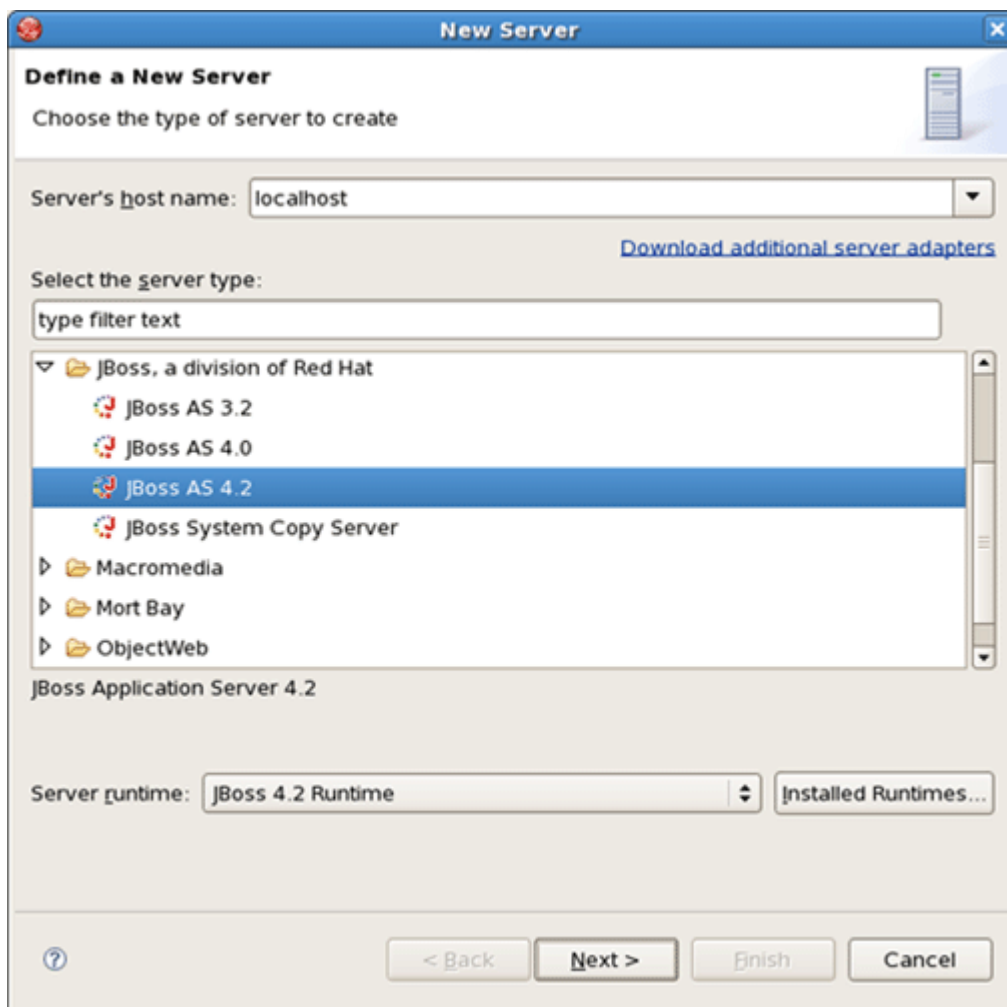 New Server
Define a New Server
Choose the type of server to create
Server's host name: localhost
Download additional server adapters
Select the server type:
type filter text
JBoss, a division of Red Hat
JBoss AS 3.2
JBoss AS 4.0
JBoss AS 4.2
JBoss System Copy Server
Macromedia
Mort Bay
ObjectWeb
JBoss Application Server 4.2
Server runtime: JBoss 4.2 Runtime Installed Runtimes...
? < Back Next > Finish Cancel